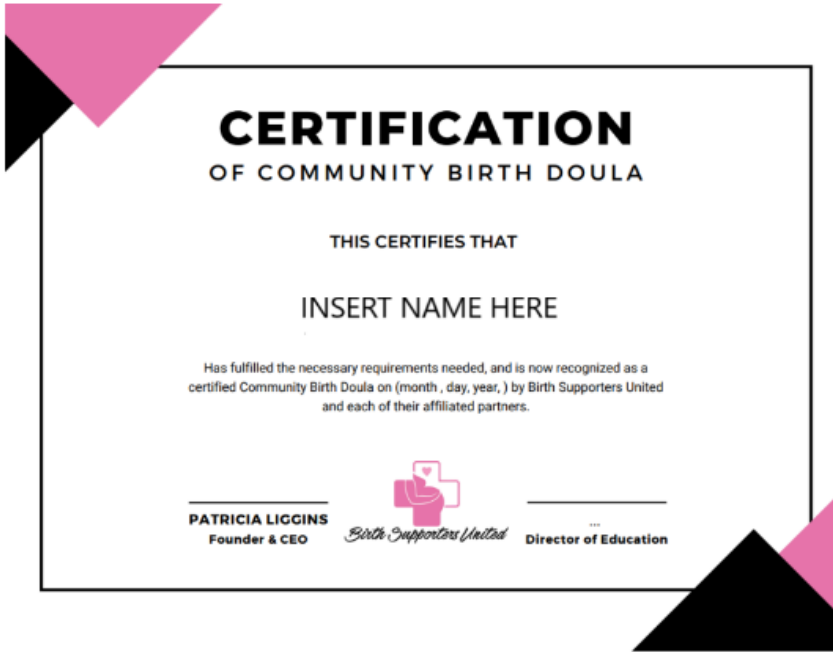 CERTIFICATION
OF COMMUNITY BIRTH DOULA
THIS CERTIFIES THAT
INSERT NAME HERE
Has fulfilled the necessary requirements needed, and is now recognized as a
certified Community Birth Doula on (month , day, year, ) by Birth Supporters United
and each of their affiliated partners.
PATRICIA LIGGINS
Founder & CEO
Birth Supporters United
...
Director of Education